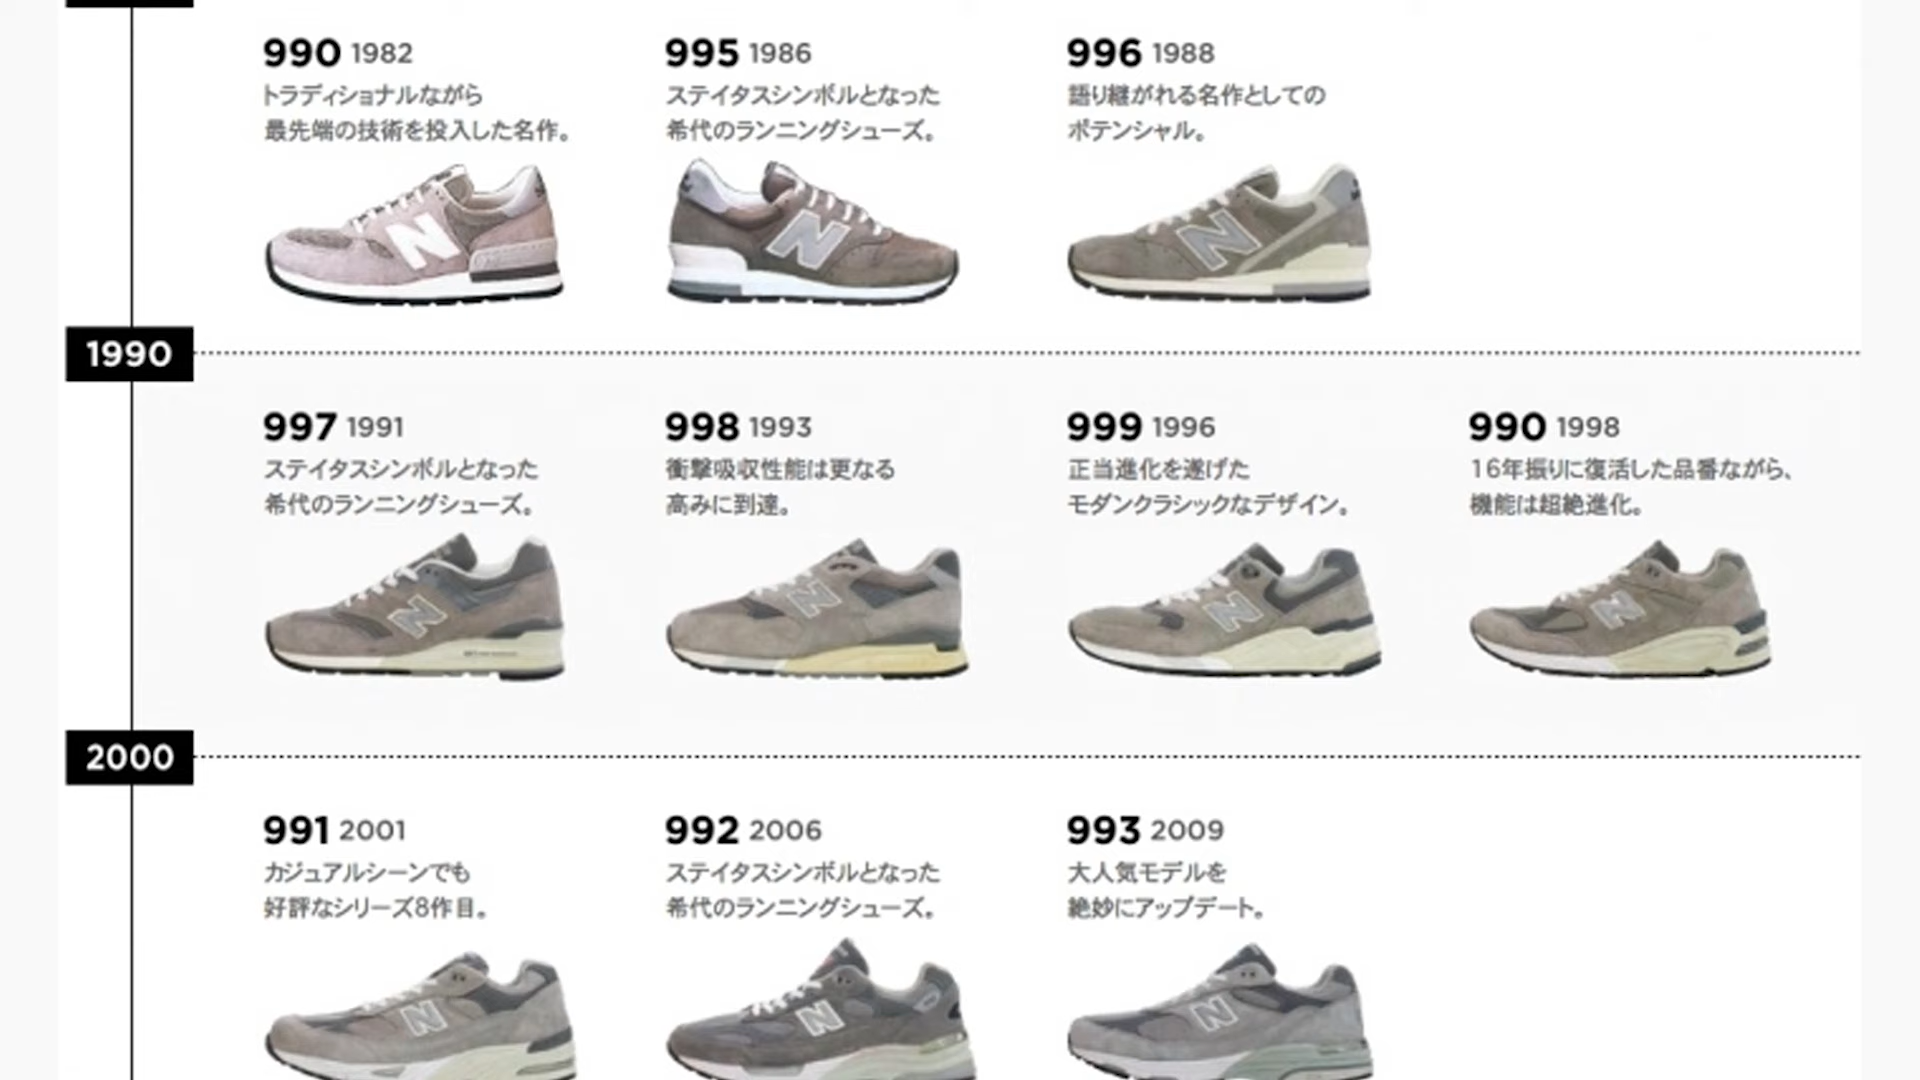 990 1982
トラディショナルながら
最先端の技術を投入した名作。
995 1986
ステイタスシンボルとなった
希代のランニングシューズ。
996 1988
語り継がれる名作としての
ポテンシャル。
1990
997 1991
ステイタスシンボルとなった
希代のランニングシューズ。
998 1993
衝撃吸収性能は更なる
高みに到達。
999 1996
正当進化を遂げた
モダンクラシックなデザイン。
990 1998
16年振りに復活した品番ながら、
機能は超絶進化。
2000
991 2001
カジュアルシーンでも
好評なシリーズ8作目。
992 2006
ステイタスシンボルとなった
希代のランニングシューズ。
993 2009
大人気モデルを
絶妙にアップデート。